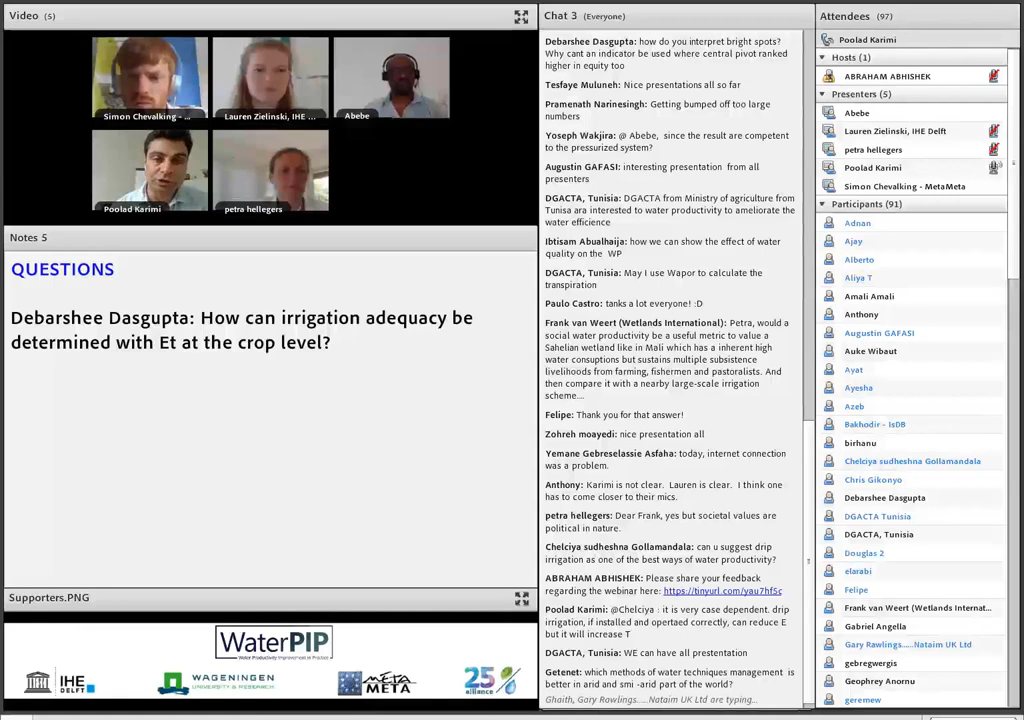 Video (5)
Simon Chevalking - ...
Lauren Zielinski, IHE ...
Abebe
Poolad Karimi
petra hellegers
Notes 5
QUESTIONS
Debarshee Dasgupta: How can irrigation adequacy be
determined with Et at the crop level?
Supporters.PNG
WaterPIP
Water Productivity Improvement in Practice
IHE
DELFT
WAGENINGEN
UNIVERSITY & RESEARCH
META
META
25
alliance
Chat 3 (Everyone)
Debarshee Dasgupta: how do you interpret bright spots?
Why cant an indicator be used where central pivot ranked
higher in equity too
Tesfaye Muluneh: Nice presentations all so far
Pramenath Narinesingh: Getting bumped off too large
numbers
Yoseph Wakjira: @ Abebe, since the result are competent
to the pressurized system?
Augustin GAFASI: interesting presentation from all
presenters
DGACTA, Tunisia: DGACTA from Ministry of agriculture from
Tunisa are interested to water productivity to ameliorate the
water efficience
Ibtisam Abualhaija: how we can show the effect of water
quality on the WP
DGACTA, Tunisia: May I use Wapor to calculate the
transpiration
Paulo Castro: tanks a lot everyone! :D
Frank van Weert (Wetlands International): Petra, would a
social water productivity be a useful metric to value a
Sahelian wetland like in Mali which has a inherent high
water consuptions but sustains multiple subsistence
livelihoods from farming, fishermen and pastoralists. And
then compare it with a nearby large-scale irrigation
scheme....
Felipe: Thank you for that answer!
Zohreh moayedi: nice presentation all
Yemane Gebreselassie Asfaha: today, internet connection
was a problem.
Anthony: Karimi is not clear. Lauren is clear. I think one
has to come closer to their mics.
petra hellegers: Dear Frank, yes but societal values are
political in nature.
Chelciya sudheshna Gollamandala: can u suggest drip
irrigation as one of the best ways of water productivity?
ABRAHAM ABHISHEK: Please share your feedback
regarding the webinar here: https://tinyurl.com/yau7hf5c
Poolad Karimi: @Chelciya : it is very case dependent. drip
irrigation, if installed and opertaed correctly, can reduce E
but it will increase T
DGACTA, Tunisia: WE can have all prestentation
Getenet: which methods of water techniques management is
better in arid and smi -arid part of the world?
Ghaith, Gary Rawlings.....Nataim UK Ltd are typing...
Attendees (97)
Poolad Karimi
Hosts (1)
ABRAHAM ABHISHEK
Presenters (5)
Abebe
Lauren Zielinski, IHE Delft
petra hellegers
Poolad Karimi
Simon Chevalking - MetaMeta
Participants (91)
Adnan
Ajay
Alberto
Aliya T
Amali Amali
Anthony
Augustin GAFASI
Auke Wibaut
Ayat
Ayesha
Azeb
Bakhodir - IsDB
birhanu
Chelciya sudheshna Gollamandala
Chris Gikonyo
Debarshee Dasgupta
DGACTA Tunisia
DGACTA, Tunisia
Douglas 2
elarabi
Felipe
Frank van Weert (Wetlands Internat...
Gabriel Angella
Gary Rawlings.....Nataim UK Ltd
gebregwergis
Geophrey Anornu
geremew